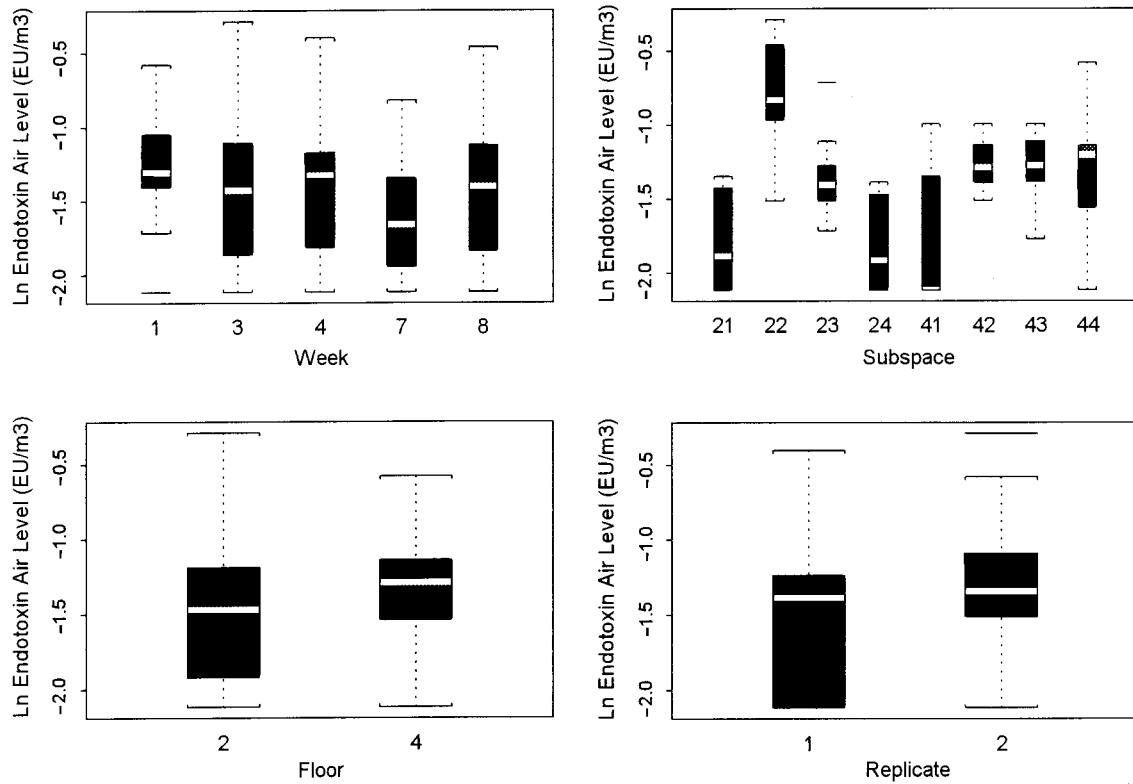 Ln Endotoxin Air Level (EU/m3)
-0.5
-1.0
-1.5
-2.0
1 3 4 7 8
Week
Ln Endotoxin Air Level (EU/m3)
-0.5
-1.0
-1.5
-2.0
21 22 23 24 41 42 43 44
Subspace
Ln Endotoxin Air Level (EU/m3)
-0.5
-1.0
-1.5
-2.0
2 4
Floor
Ln Endotoxin Air Level (EU/m3)
-0.5
-1.0
-1.5
-2.0
1 2
Replicate